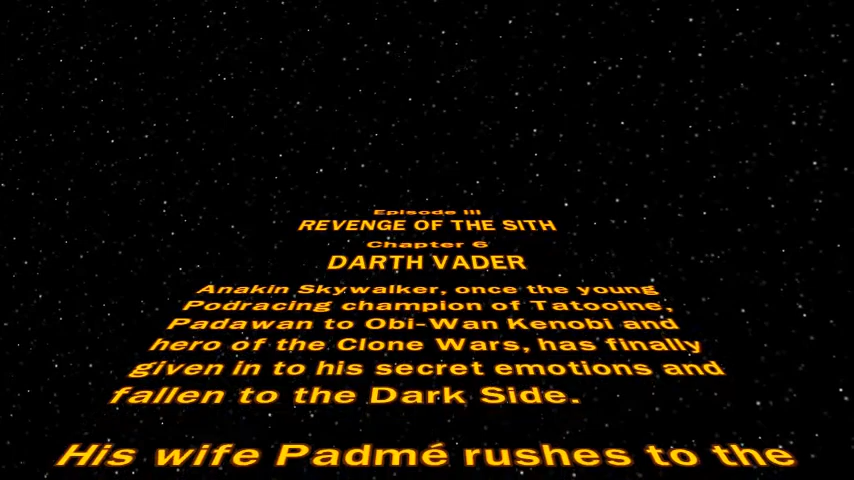 Episode III
REVENGE OF THE SITH
Chapter 6
DARTH VADER
Anakin Skywalker, once the young
Podracing champion of Tatooine,
Padawan to Obi-Wan Kenobi and
hero of the Clone Wars, has finally
given in to his secret emotions and
fallen to the Dark Side.
His wife Padmé rushes to the